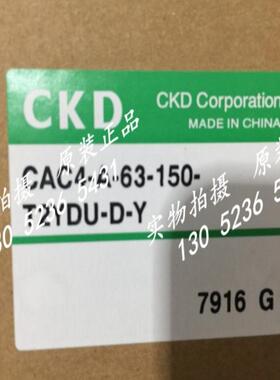 CKD
CKD Corporation
MADE IN CHINA
CAC4-A-63-150-
T2YDU-D-Y
原装正品
实物拍摄
130 5236 5431
7916 G